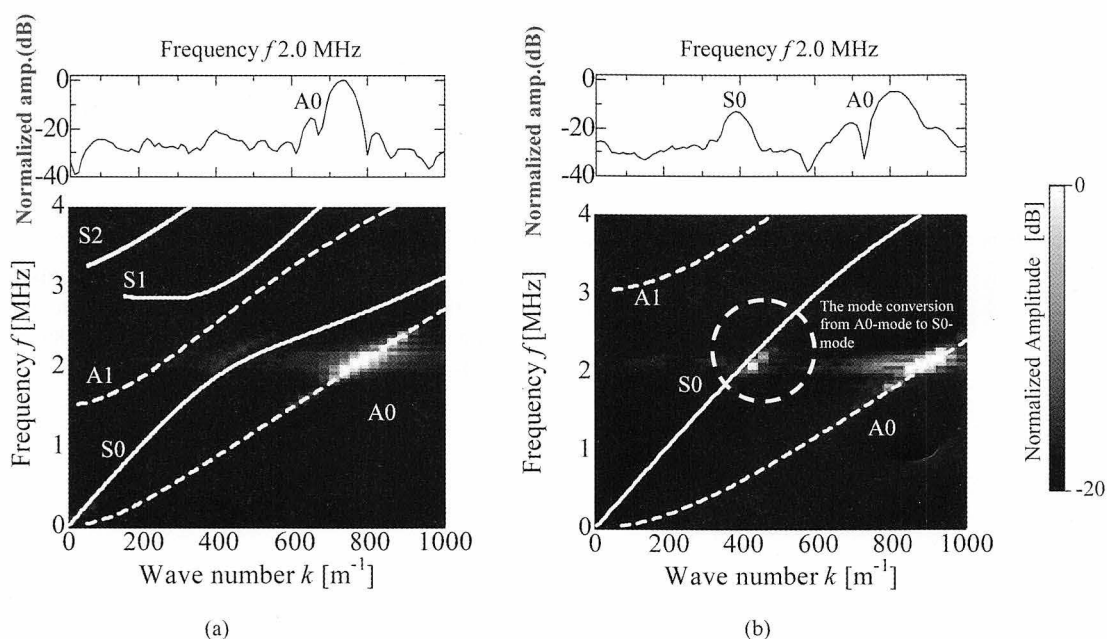 Frequency f 2.0 MHz
Normalized amp.(dB)
0
-20
-40
A0
4
3
2
1
0
Frequency f [MHz]
S2
S1
A1
S0
A0
0 200 400 600 800 1000
Wave number k [m⁻¹]
(a)
Frequency f 2.0 MHz
Normalized amp.(dB)
0
-20
-40
S0
A0
4
3
2
1
0
Frequency f [MHz]
A1
The mode conversion
from A0-mode to S0-
mode
S0
A0
0 200 400 600 800 1000
Wave number k [m⁻¹]
(b)
0
-20
Normalized Amplitude [dB]